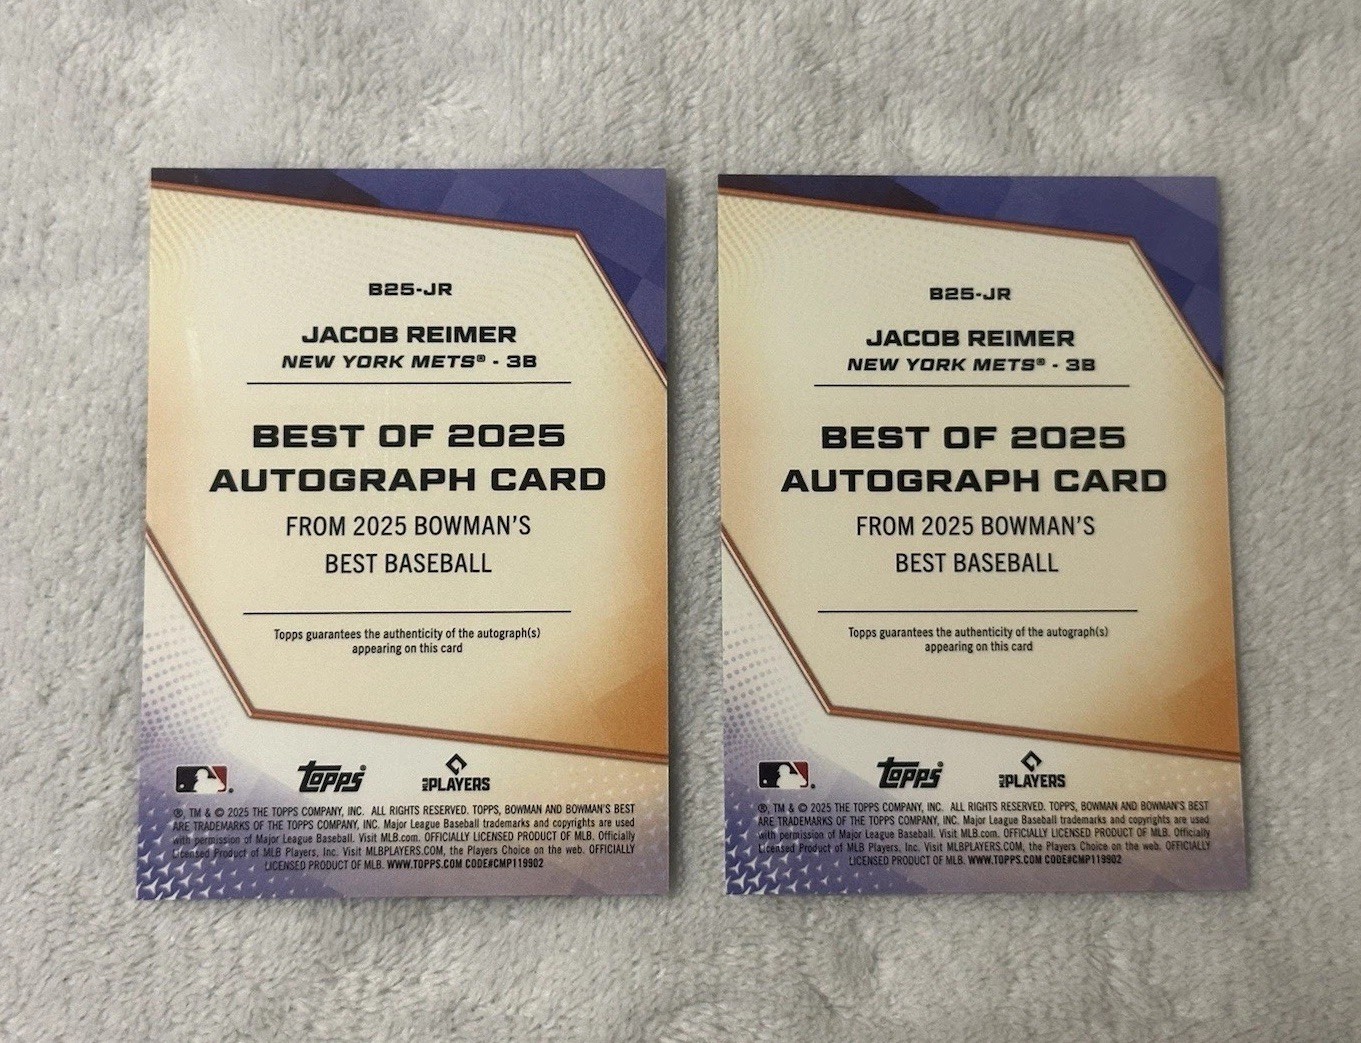 B25-JR
JACOB REIMER
NEW YORK METS® - 3B
BEST OF 2025
AUTOGRAPH CARD
FROM 2025 BOWMAN'S
BEST BASEBALL
Topps guarantees the authenticity of the autograph(s)
appearing on this card
topps®
MLB PLAYERS
®, TM & © 2025 THE TOPPS COMPANY, INC. ALL RIGHTS RESERVED. TOPPS, BOWMAN AND BOWMAN'S BEST
ARE TRADEMARKS OF THE TOPPS COMPANY, INC. Major League Baseball trademarks and copyrights are used
with permission of Major League Baseball. Visit MLB.com. OFFICIALLY LICENSED PRODUCT OF MLB. Officially
Licensed Product of MLB Players, Inc. Visit MLBPLAYERS.COM, the Players Choice on the web. OFFICIALLY
LICENSED PRODUCT OF MLB. WWW.TOPPS.COM CODE#CMP119902
B25-JR
JACOB REIMER
NEW YORK METS® - 3B
BEST OF 2025
AUTOGRAPH CARD
FROM 2025 BOWMAN'S
BEST BASEBALL
Topps guarantees the authenticity of the autograph(s)
appearing on this card
topps®
MLB PLAYERS
®, TM & © 2025 THE TOPPS COMPANY, INC. ALL RIGHTS RESERVED. TOPPS, BOWMAN AND BOWMAN'S BEST
ARE TRADEMARKS OF THE TOPPS COMPANY, INC. Major League Baseball trademarks and copyrights are used
with permission of Major League Baseball. Visit MLB.com. OFFICIALLY LICENSED PRODUCT OF MLB. Officially
Licensed Product of MLB Players, Inc. Visit MLBPLAYERS.COM, the Players Choice on the web. OFFICIALLY
LICENSED PRODUCT OF MLB. WWW.TOPPS.COM CODE#CMP119902